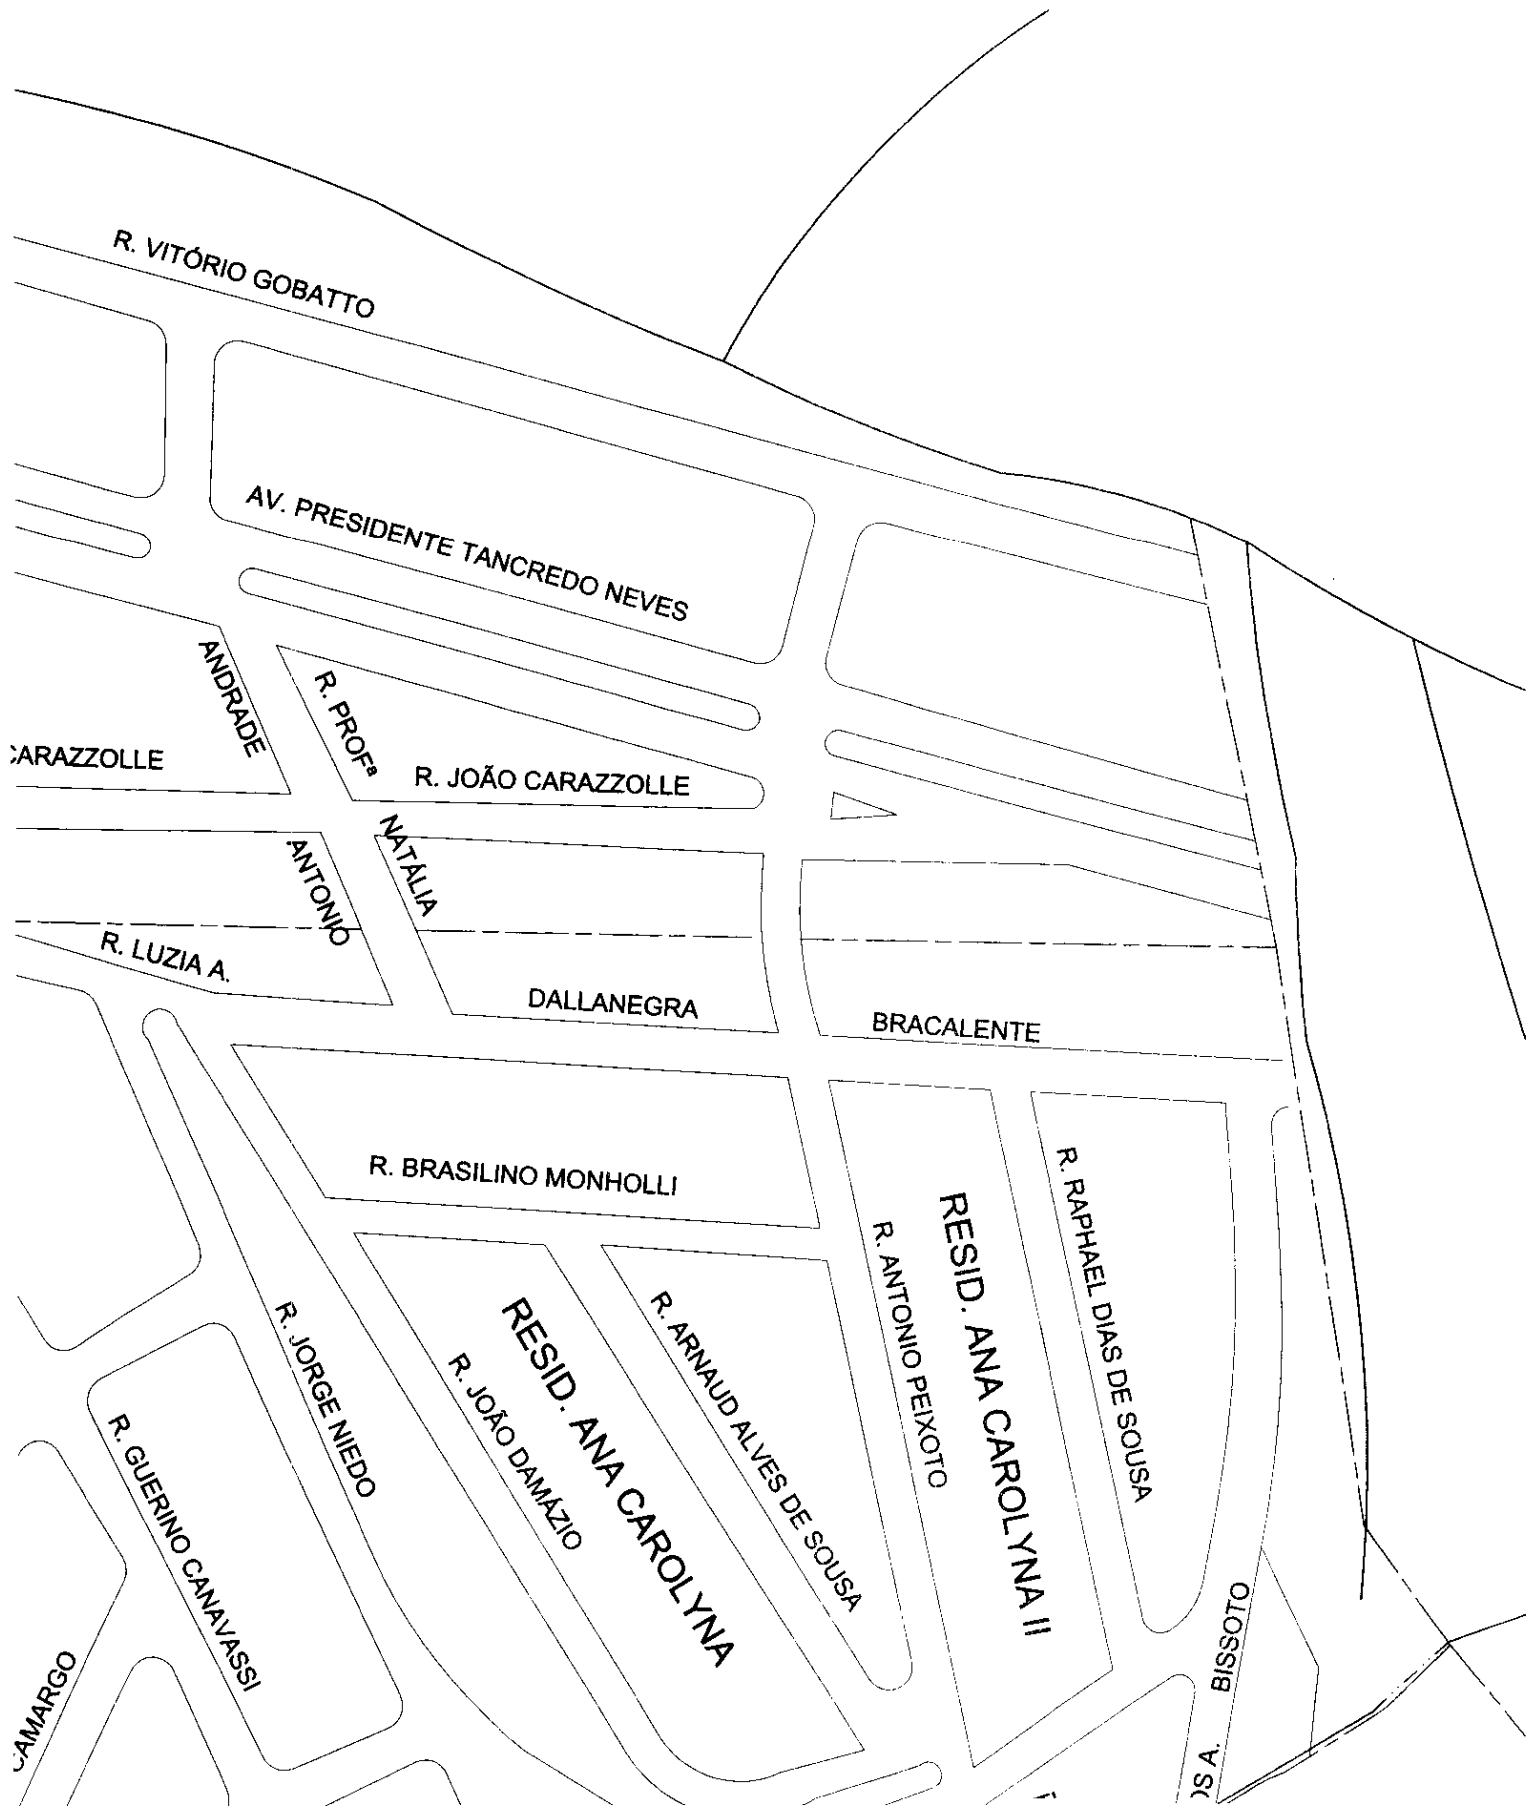 R. VITÓRIO GOBATTO
AV. PRESIDENTE TANCREDO NEVES
ANDRADE
R. PROFª
CARAZZOLLE
R. JOÃO CARAZZOLLE
NATÁLIA
ANTONIO
R. LUZIA A.
DALLANEGRA
BRACALENTE
R. BRASILINO MONHOLLI
R. RAPHAEL DIAS DE SOUSA
RESID. ANA CAROLYNA II
R. ANTONIO PEIXOTO
R. ARNAUD ALVES DE SOUSA
RESID. ANA CAROLYNA
R. JOÃO DAMÁZIO
R. JORGE NIEDO
R. GUERINO CANAVASSI
CAMARGO
BISSOTO
OS A.